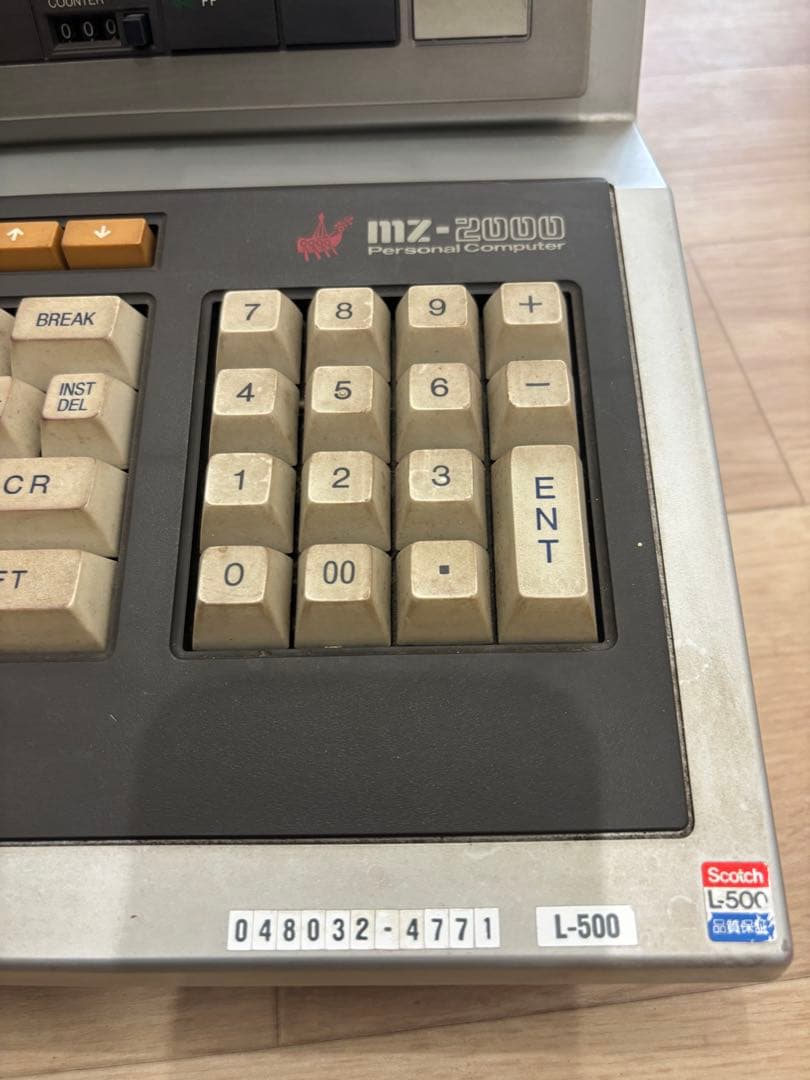 COUNTER
000
FF
↑ ↓
mz-2000
Personal Computer
BREAK
7 8 9 +
INST
DEL
4 5 6 −
CR
1 2 3
ENT
0 00 .
Scotch
L-500
品質保証
048032-4771
L-500